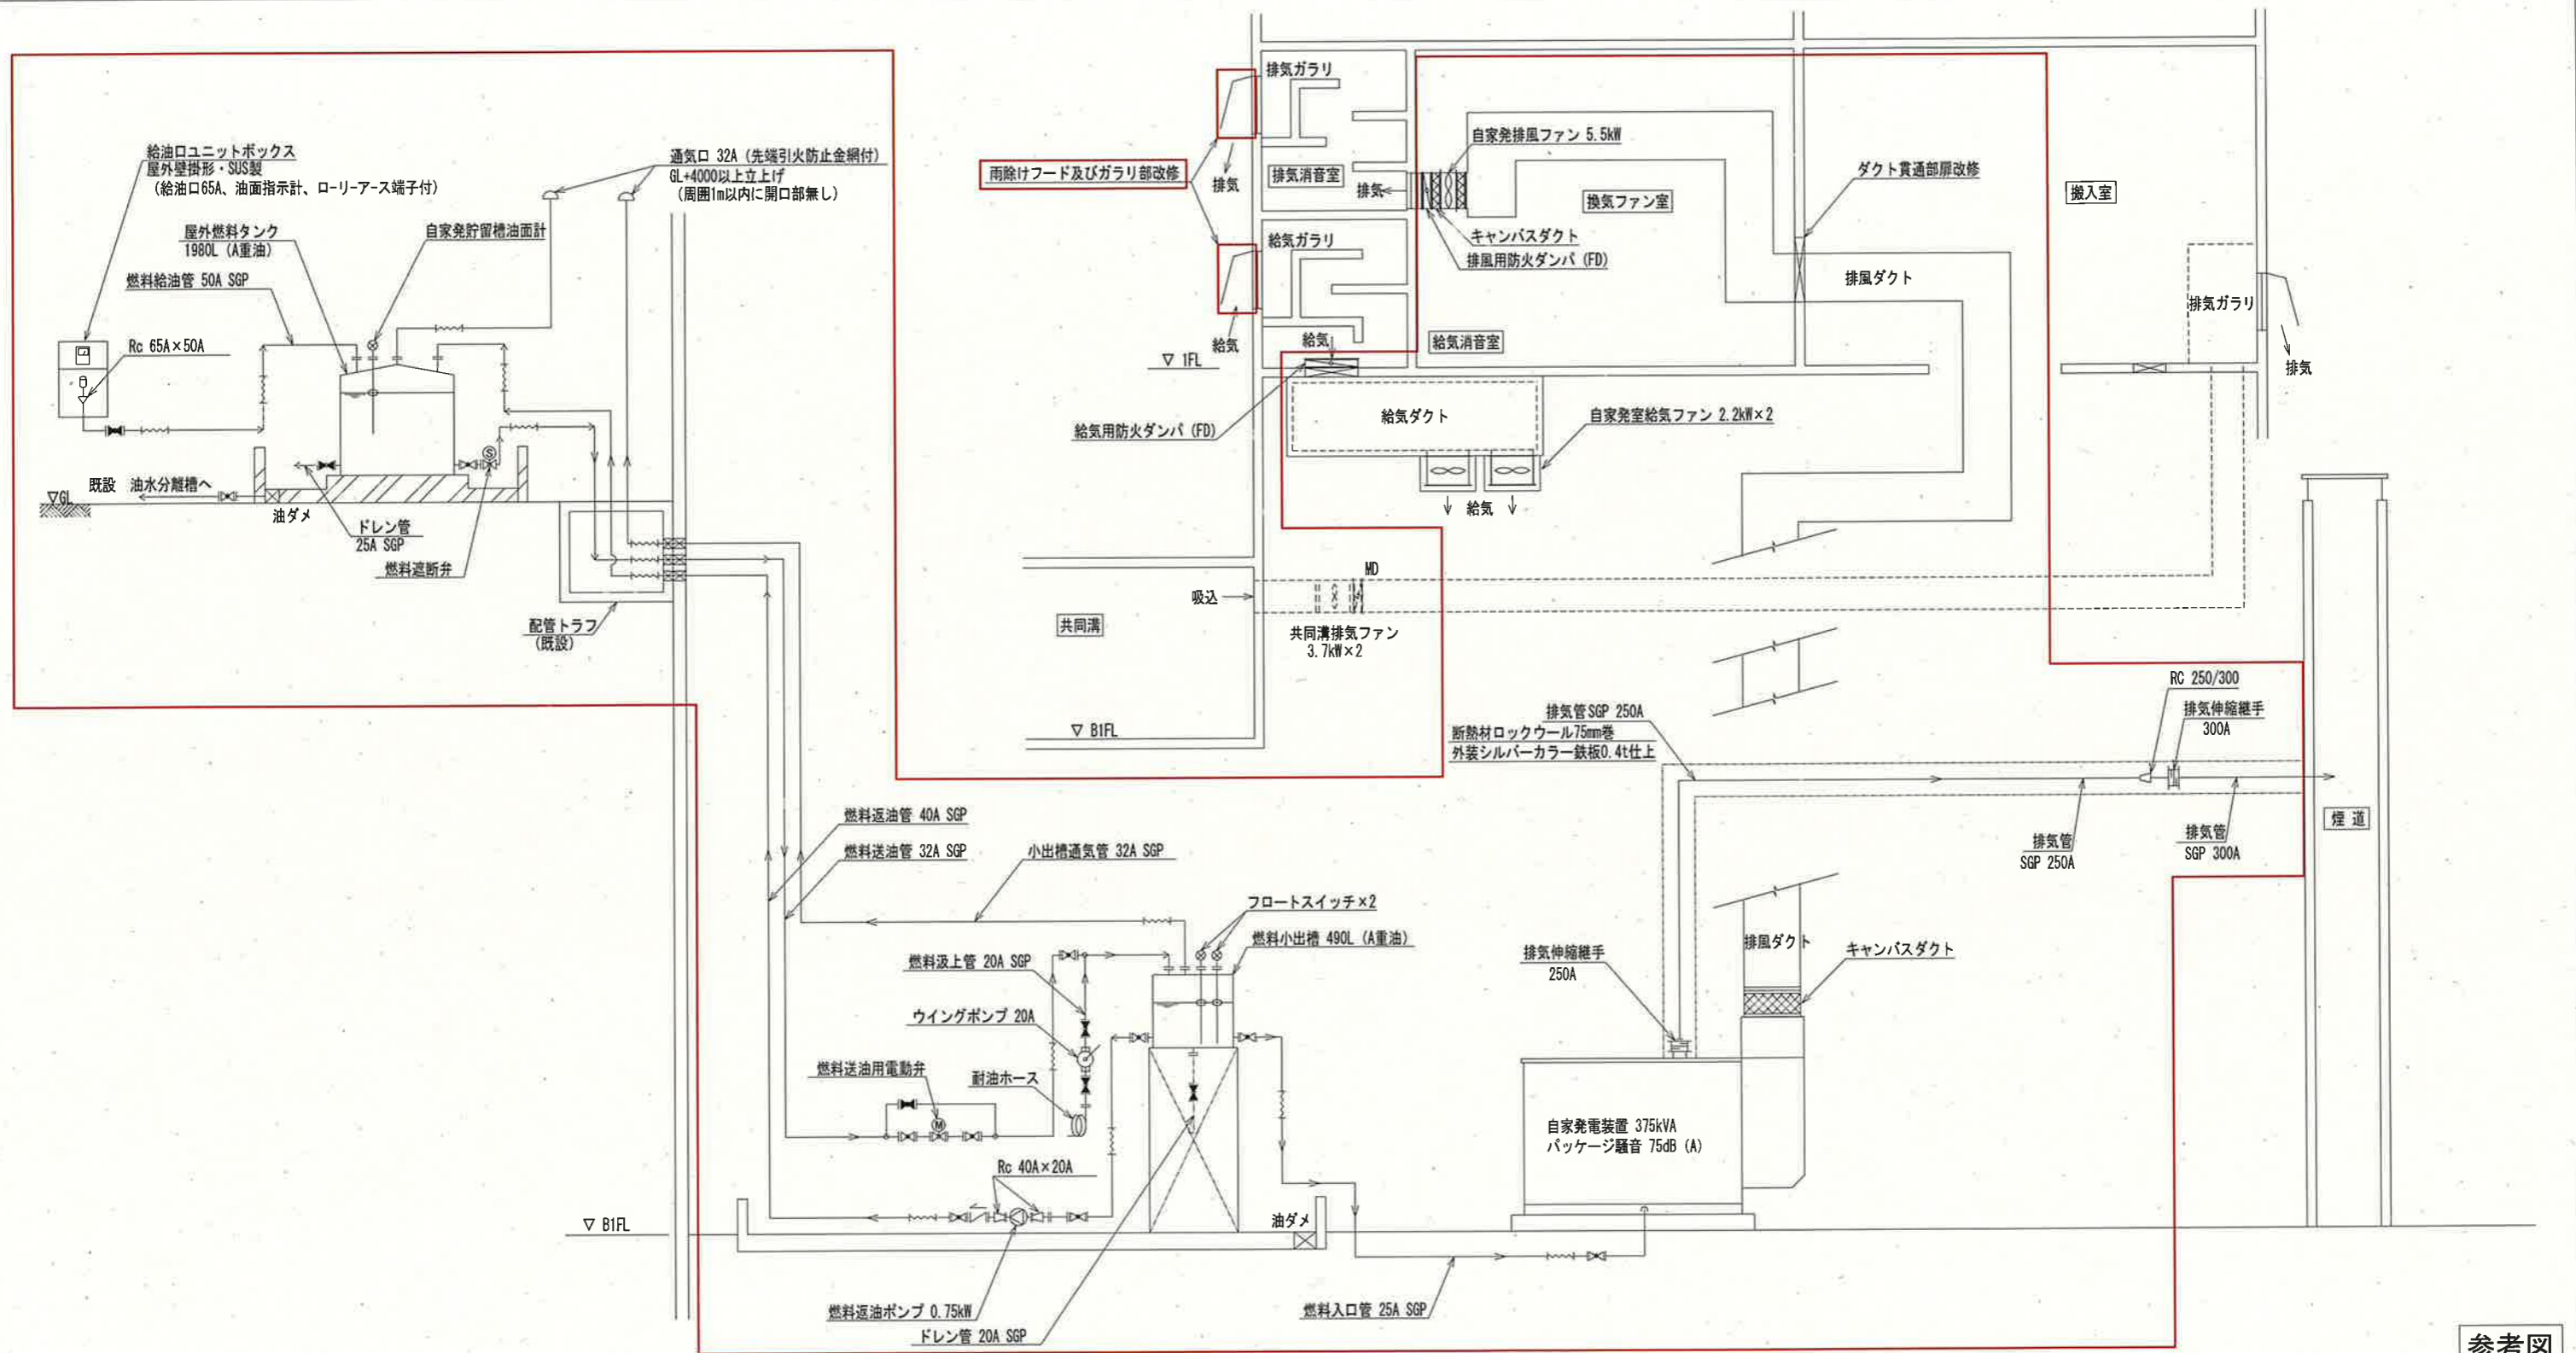 給油口ユニットボックス
屋外壁掛形・SUS製
(給油口65A、油面指示計、ローリーアース端子付)
通気口 32A (先端引火防止金網付)
GL+4000以上立上げ
(周囲1m以内に開口部無し)
屋外燃料タンク
1980L (A重油)
自家発貯留槽油面計
燃料給油管 50A SGP
Rc 65A×50A
S
▽GL
既設 油水分離槽へ
油ダメ
ドレン管
25A SGP
燃料遮断弁
配管トラフ
(既設)
排気ガラリ
雨除けフード及びガラリ部改修
排気
排気消音室
排気
自家発排風ファン 5.5kW
換気ファン室
キャンバスダクト
排風用防火ダンパ (FD)
ダクト貫通部扉改修
搬入室
給気ガラリ
排風ダクト
排気ガラリ
給気
給気
給気消音室
▽ 1FL
排気
給気ダクト
自家発室給気ファン 2.2kW×2
給気用防火ダンパ (FD)
給気
MD
吸込
共同溝
共同溝排気ファン
3.7kW×2
▽ B1FL
排気管SGP 250A
断熱材ロックウール75mm巻
外装シルバーカラー鉄板0.4t仕上
RC 250/300
排気伸縮継手
300A
排気管
SGP 250A
排気管
SGP 300A
煙道
燃料返油管 40A SGP
燃料送油管 32A SGP
小出槽通気管 32A SGP
フロートスイッチ×2
燃料小出槽 490L (A重油)
燃料汲上管 20A SGP
ウイングポンプ 20A
燃料送油用電動弁
耐油ホース
M
Rc 40A×20A
排気伸縮継手
250A
排風ダクト
キャンバスダクト
自家発電装置 375kVA
パッケージ騒音 75dB (A)
▽ B1FL
油ダメ
燃料返油ポンプ 0.75kW
ドレン管 20A SGP
燃料入口管 25A SGP
参考図